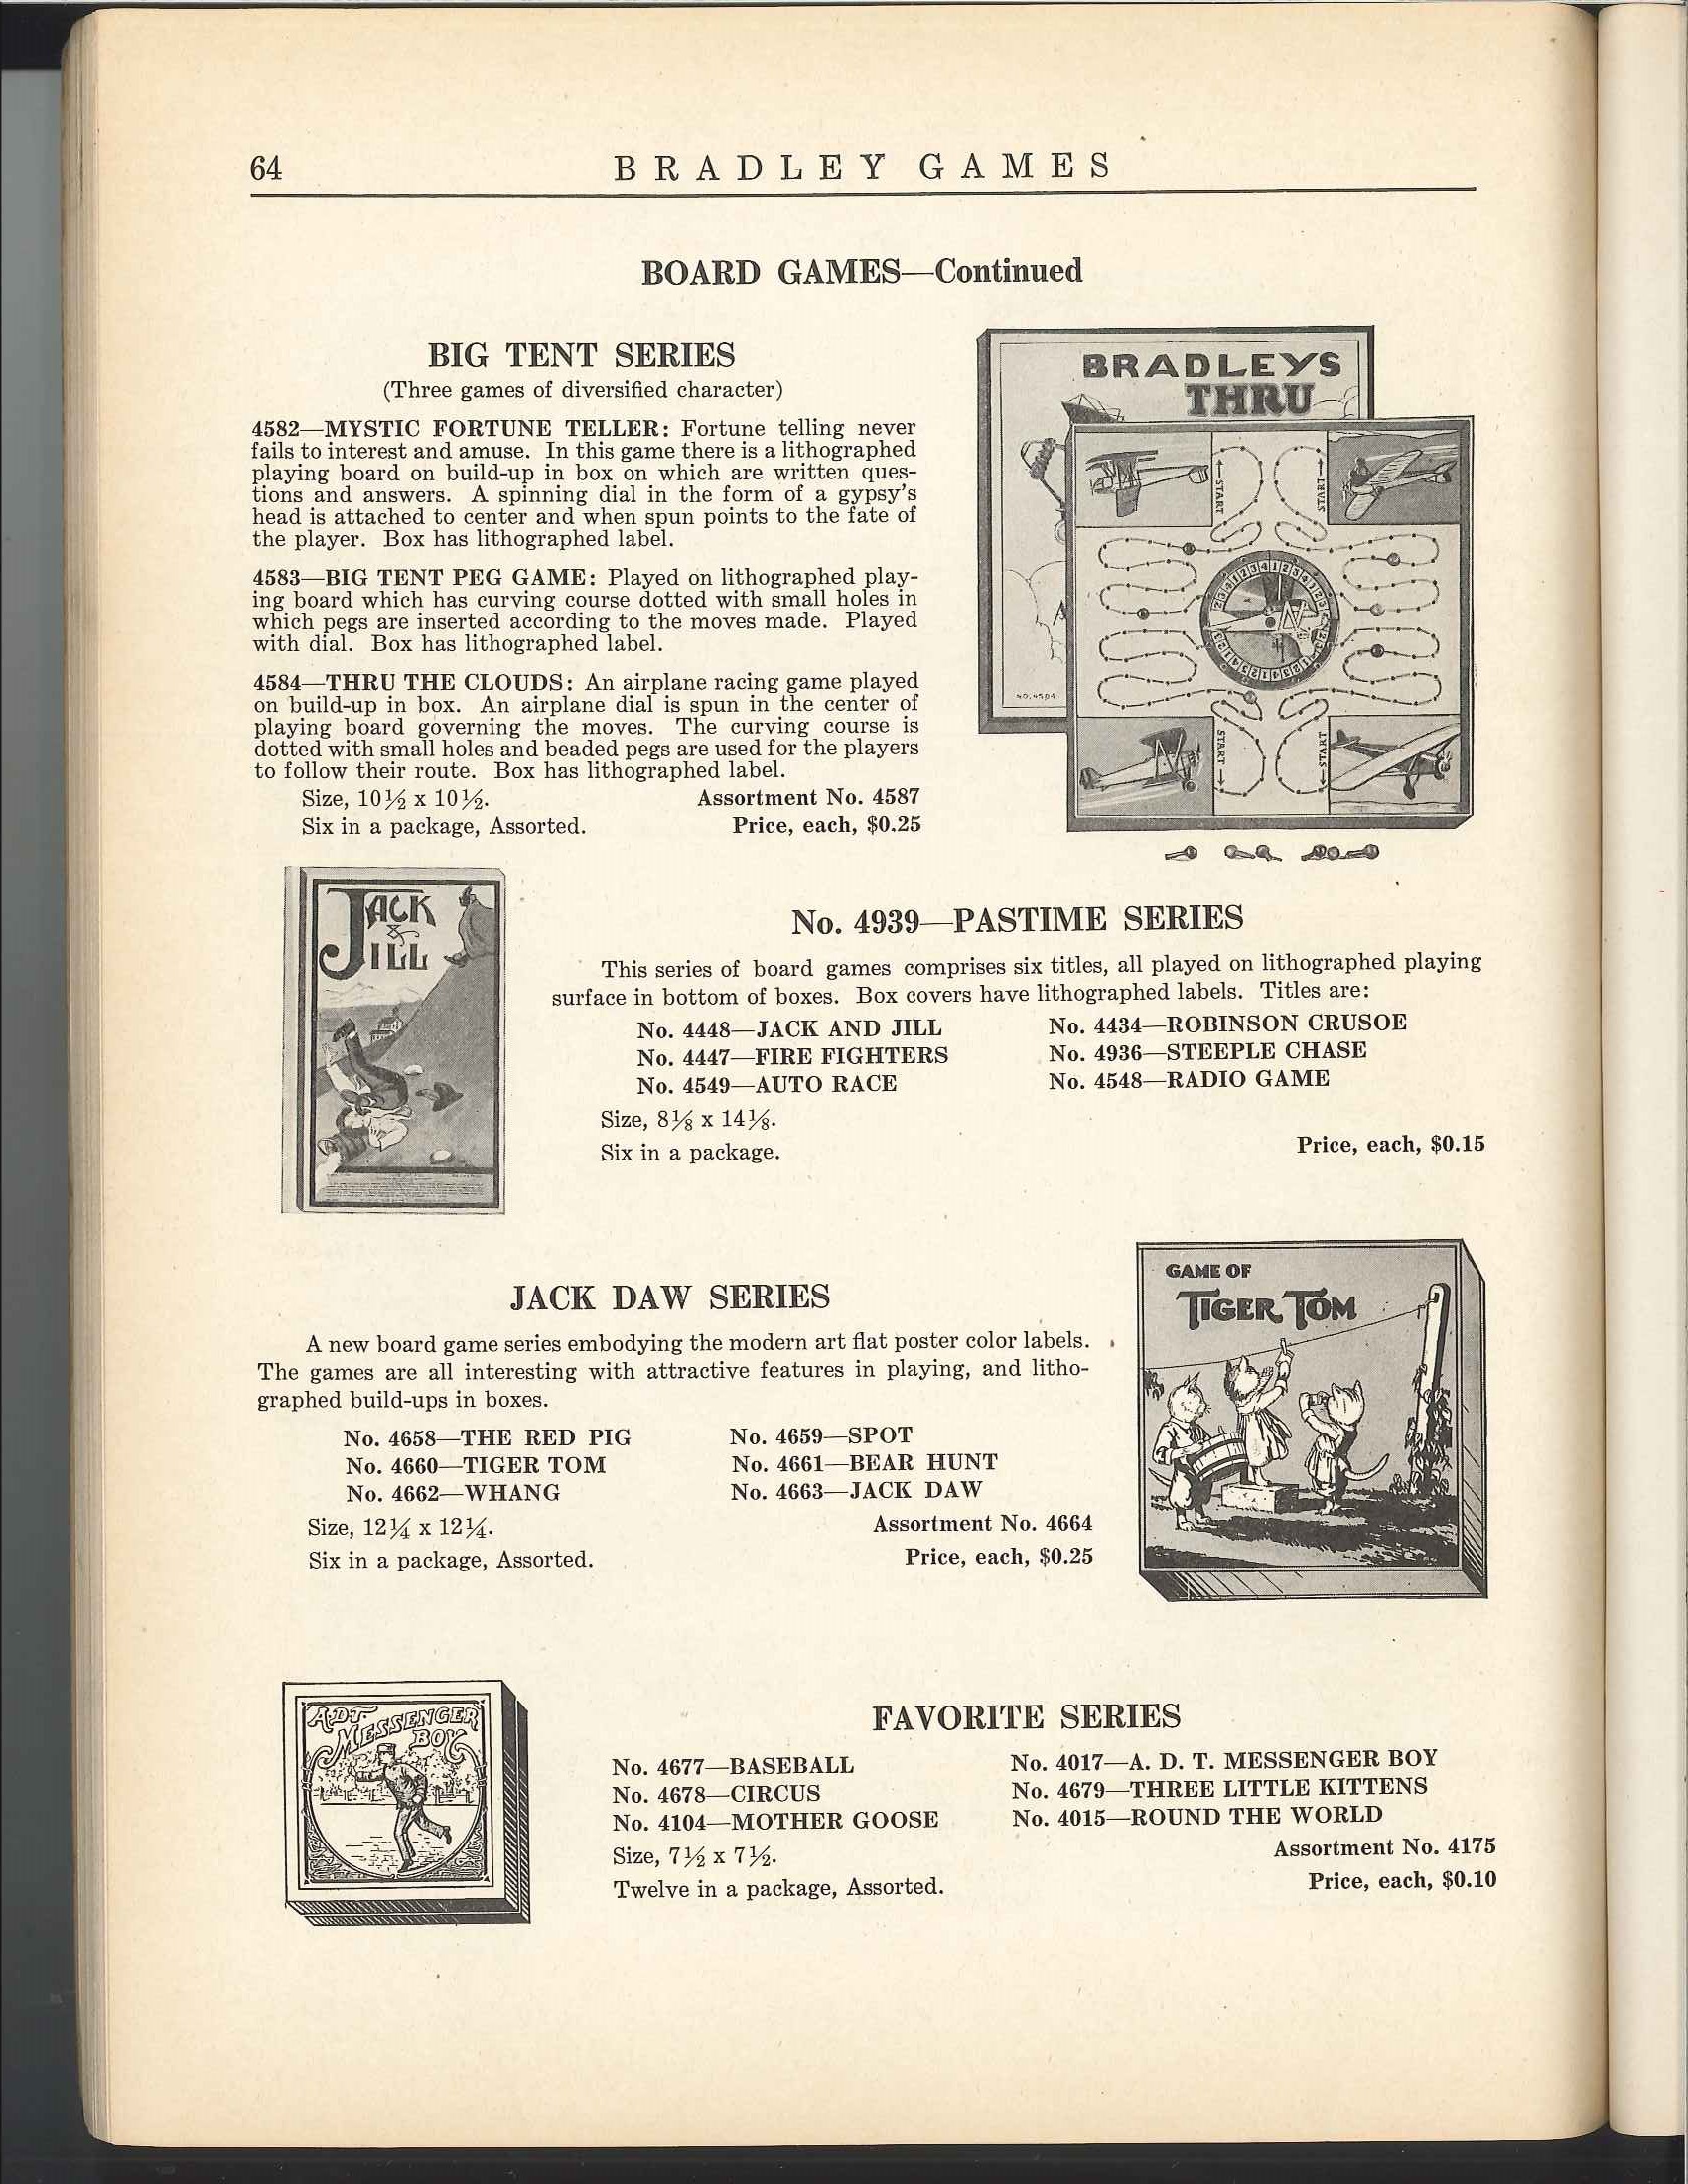 64
BRADLEY GAMES
BOARD GAMES—Continued
BIG TENT SERIES
(Three games of diversified character)
4582—MYSTIC FORTUNE TELLER: Fortune telling never
fails to interest and amuse. In this game there is a lithographed
playing board on build-up in box on which are written ques-
tions and answers. A spinning dial in the form of a gypsy's
head is attached to center and when spun points to the fate of
the player. Box has lithographed label.
4583—BIG TENT PEG GAME: Played on lithographed play-
ing board which has curving course dotted with small holes in
which pegs are inserted according to the moves made. Played
with dial. Box has lithographed label.
4584—THRU THE CLOUDS: An airplane racing game played
on build-up in box. An airplane dial is spun in the center of
playing board governing the moves. The curving course is
dotted with small holes and beaded pegs are used for the players
to follow their route. Box has lithographed label.
Size, 10½ x 10½.
Assortment No. 4587
Six in a package, Assorted.
Price, each, $0.25
BRADLEYS
THRU
START
START
START
START
NO. 4584
JACK
&
JILL
No. 4939—PASTIME SERIES
This series of board games comprises six titles, all played on lithographed playing
surface in bottom of boxes. Box covers have lithographed labels. Titles are:
No. 4448—JACK AND JILL
No. 4434—ROBINSON CRUSOE
No. 4447—FIRE FIGHTERS
No. 4936—STEEPLE CHASE
No. 4549—AUTO RACE
No. 4548—RADIO GAME
Size, 8⅛ x 14⅛.
Six in a package.
Price, each, $0.15
JACK DAW SERIES
A new board game series embodying the modern art flat poster color labels.
The games are all interesting with attractive features in playing, and litho-
graphed build-ups in boxes.
No. 4658—THE RED PIG
No. 4659—SPOT
No. 4660—TIGER TOM
No. 4661—BEAR HUNT
No. 4662—WHANG
No. 4663—JACK DAW
Size, 12¼ x 12¼.
Assortment No. 4664
Six in a package, Assorted.
Price, each, $0.25
GAME OF
TIGER TOM
A·D·T·
MESSENGER
BOY
FAVORITE SERIES
No. 4677—BASEBALL
No. 4017—A. D. T. MESSENGER BOY
No. 4678—CIRCUS
No. 4679—THREE LITTLE KITTENS
No. 4104—MOTHER GOOSE
No. 4015—ROUND THE WORLD
Size, 7½ x 7½.
Assortment No. 4175
Twelve in a package, Assorted.
Price, each, $0.10